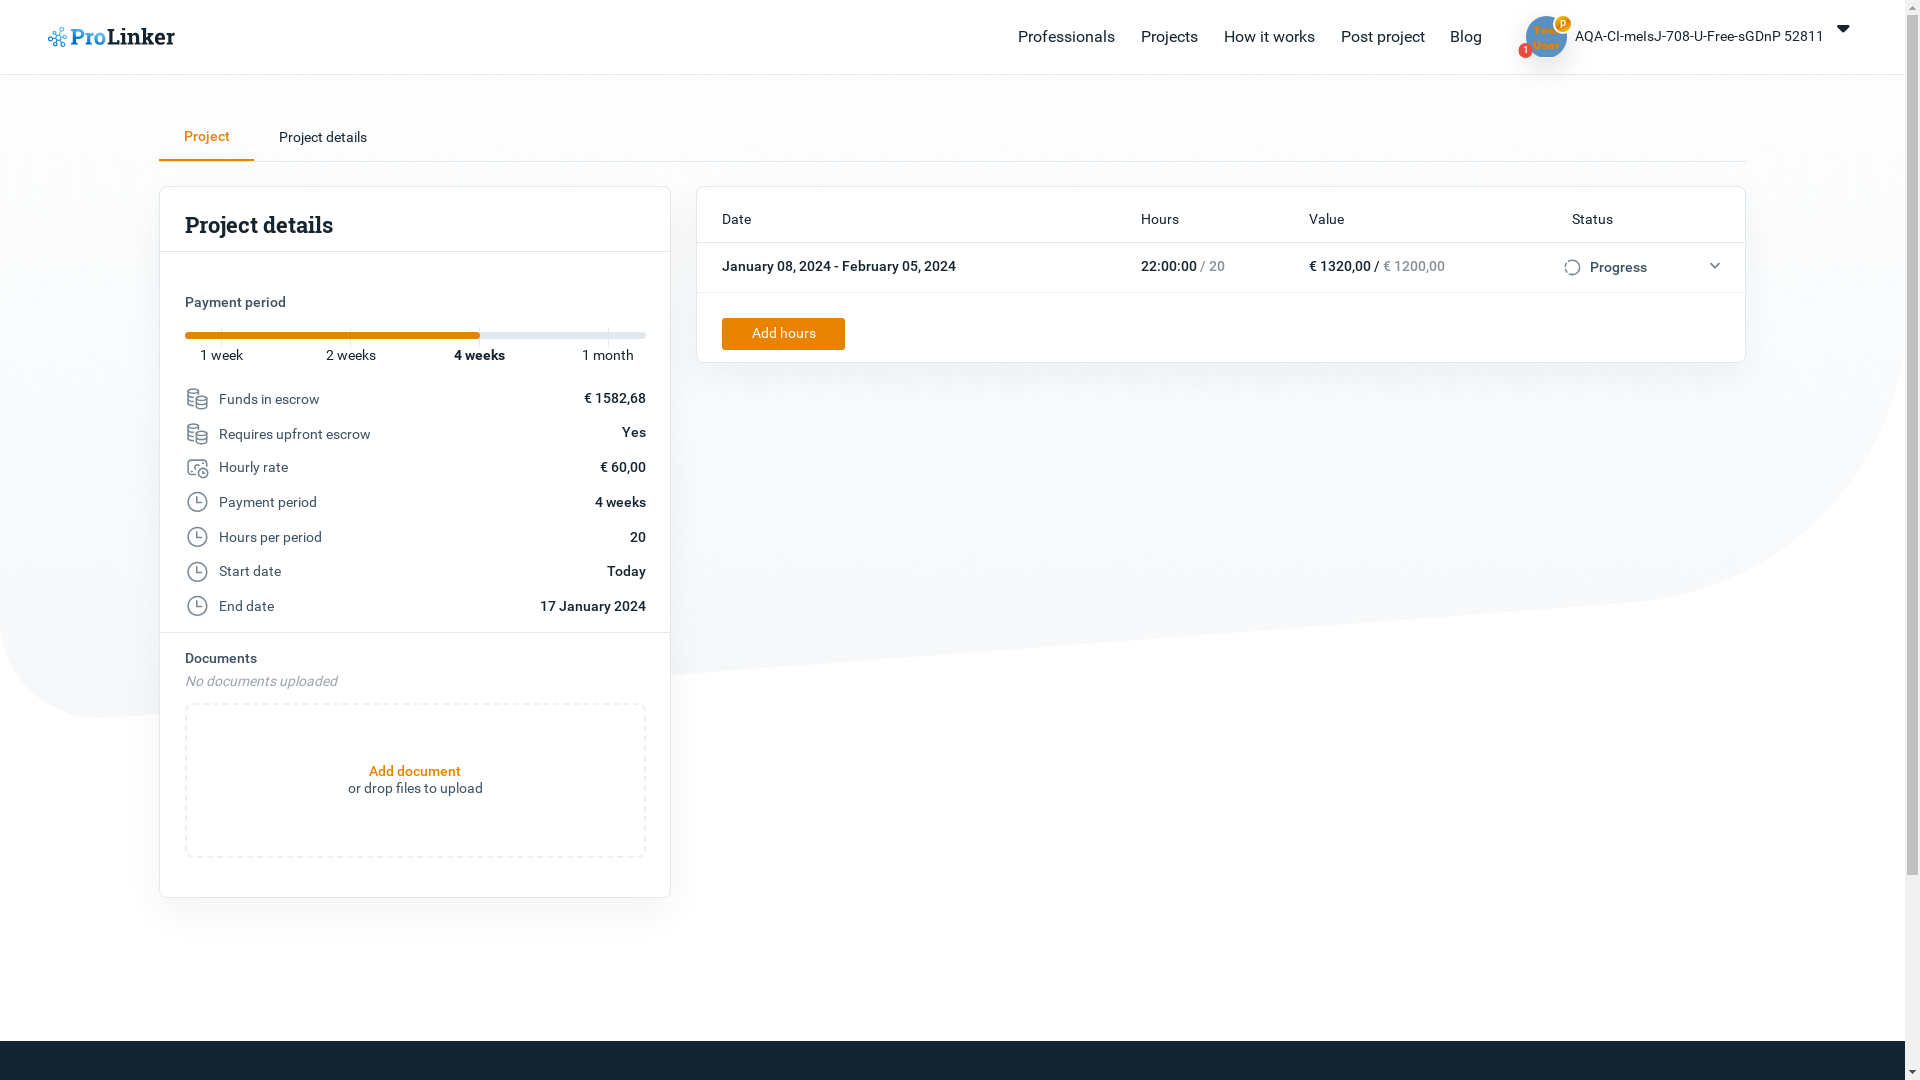 ProLinker
Professionals
Projects
How it works
Post project
Blog
Test
User
P
1
AQA-CI-meIsJ-708-U-Free-sGDnP 52811
Project
Project details
Project details
Payment period
1 week
2 weeks
4 weeks
1 month
Funds in escrow € 1582,68
Requires upfront escrow Yes
Hourly rate € 60,00
Payment period 4 weeks
Hours per period 20
Start date Today
End date 17 January 2024
Documents
No documents uploaded
Add document
or drop files to upload
Date Hours Value Status
January 08, 2024 - February 05, 2024 22:00:00 / 20 € 1320,00 / € 1200,00 Progress
Add hours